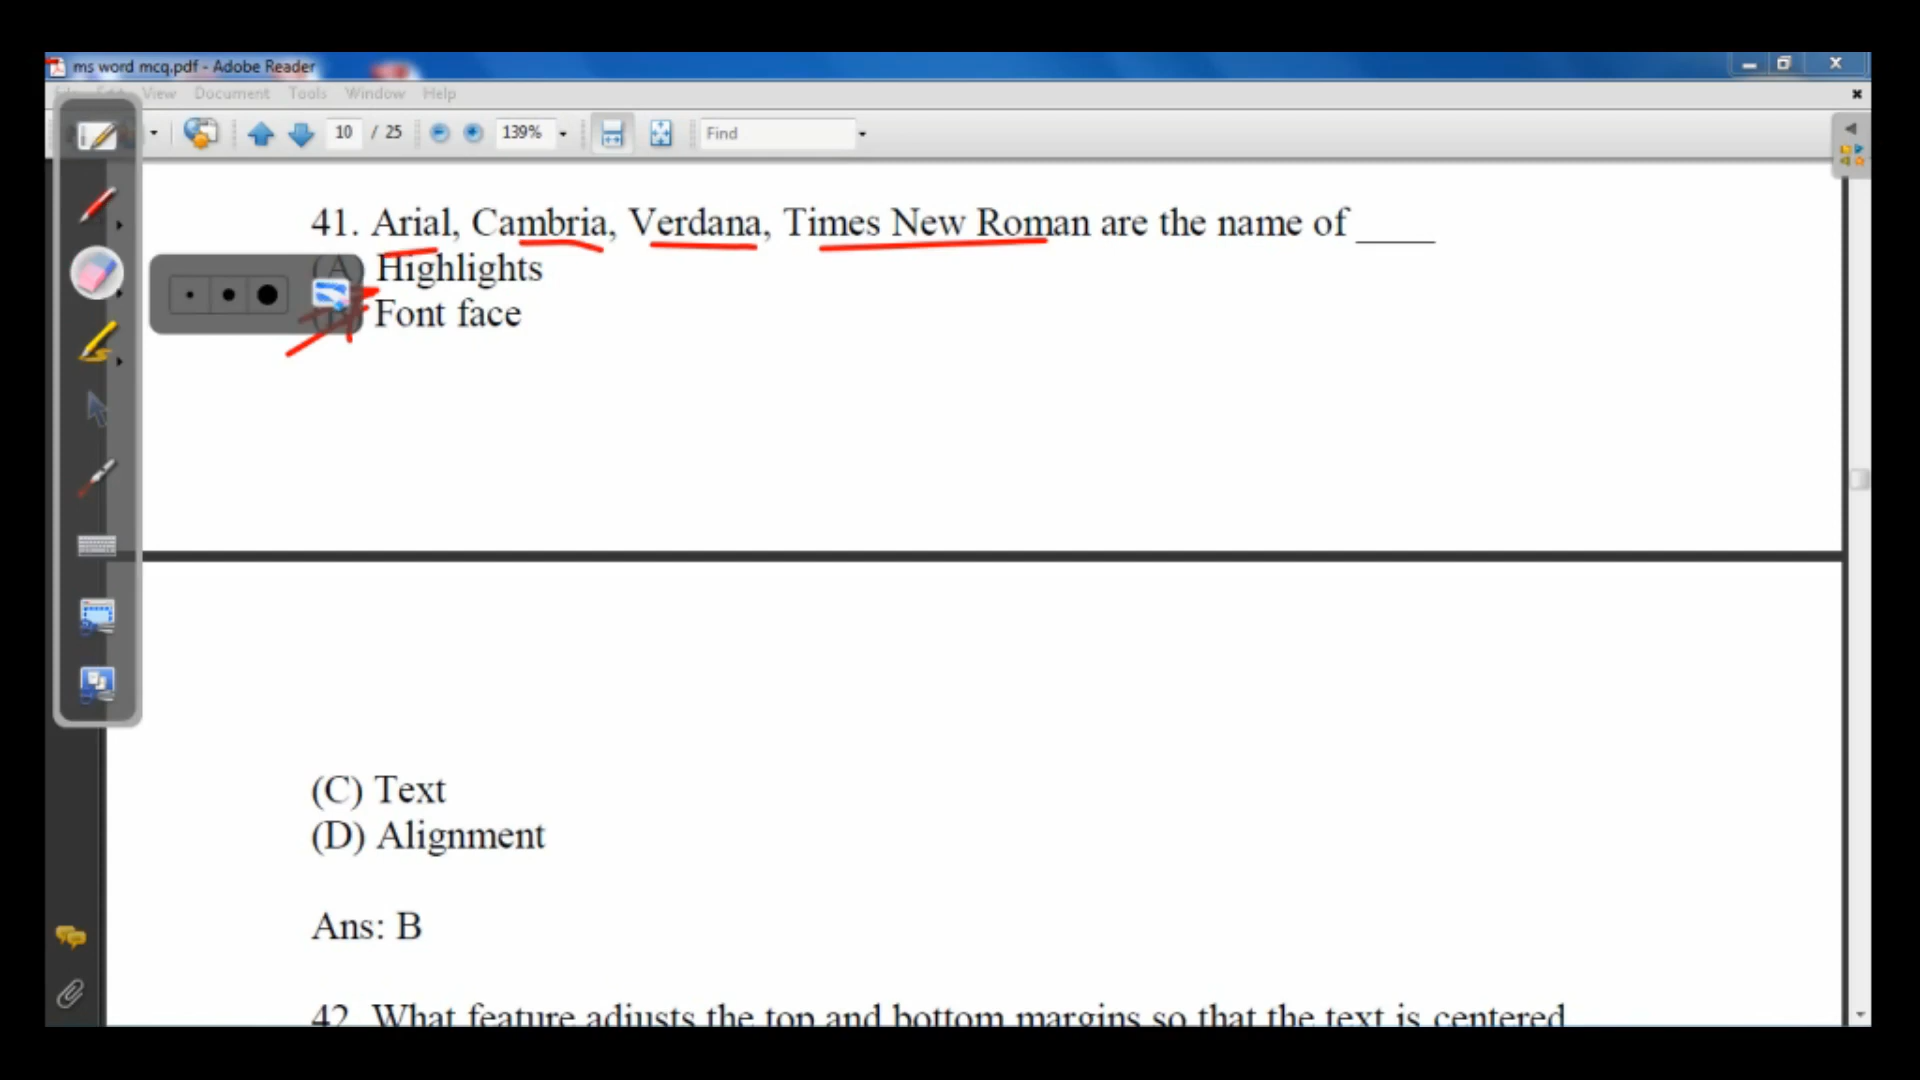 ms word mcq.pdf - Adobe Reader
View Document Tools Window Help
10 / 25 139% Find
41. Arial, Cambria, Verdana, Times New Roman are the name of ____
(A) Highlights
(B) Font face
(C) Text
(D) Alignment
Ans: B
42. What feature adjusts the top and bottom margins so that the text is centered